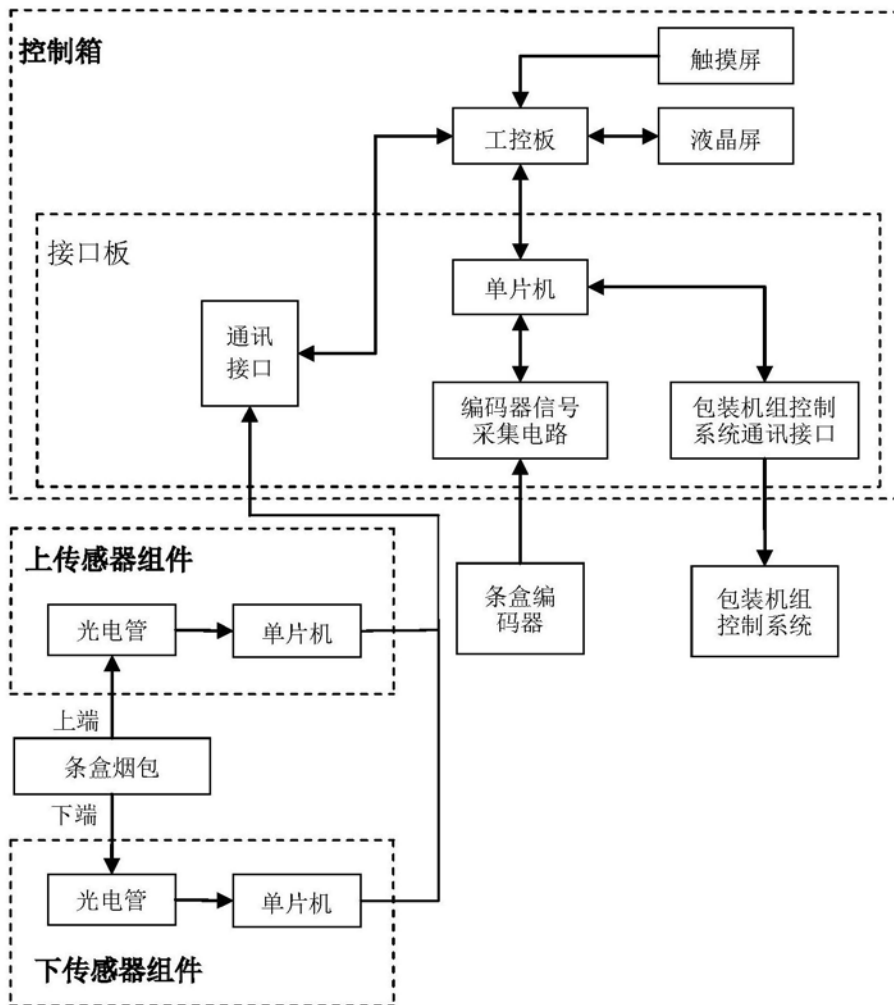 控制箱
触摸屏
工控板
液晶屏
接口板
单片机
通讯
接口
编码器信号
采集电路
包装机组控制
系统通讯接口
上传感器组件
光电管
单片机
条盒编
码器
包装机组
控制系统
上端
条盒烟包
下端
光电管
单片机
下传感器组件